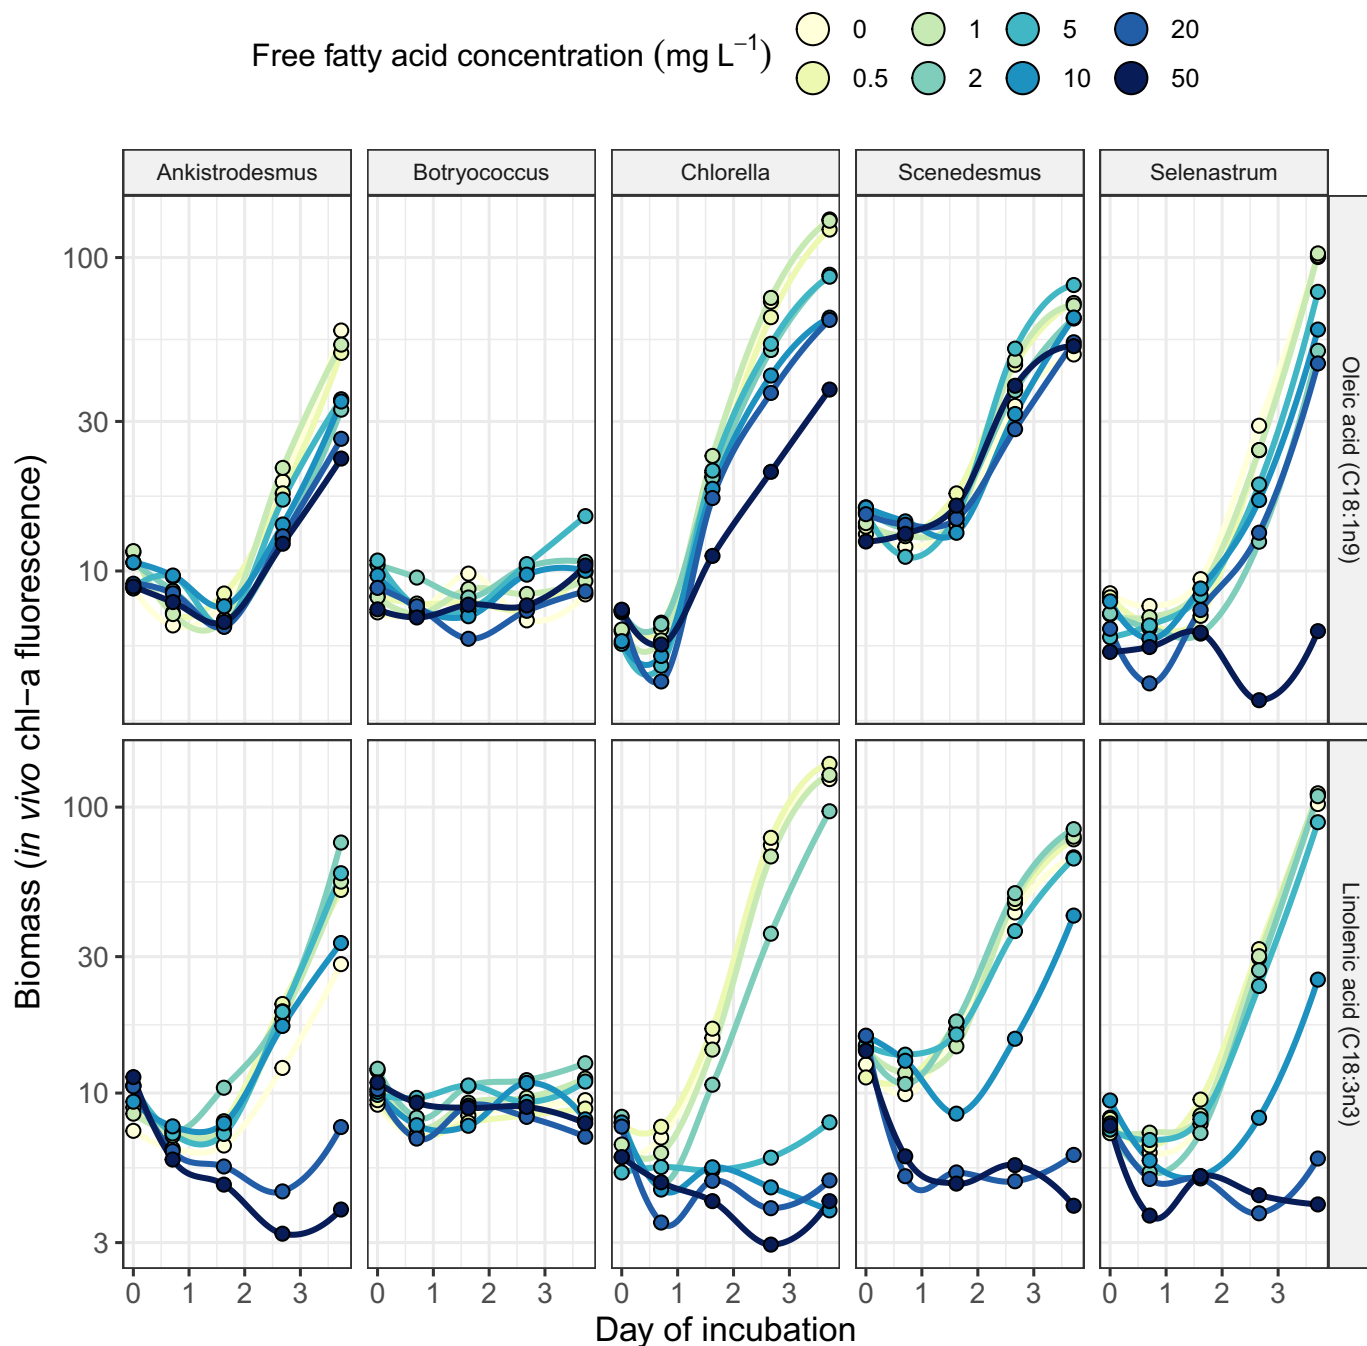 Free fatty acid concentration (mg L⁻¹)
0 1 5 20
0.5 2 10 50
Ankistrodesmus Botryococcus Chlorella Scenedesmus Selenastrum
100
30
10
Oleic acid (C18:1n9)
100
30
10
3
Linolenic acid (C18:3n3)
Biomass (in vivo chl−a fluorescence)
0 1 2 3 0 1 2 3 0 1 2 3 0 1 2 3 0 1 2 3
Day of incubation